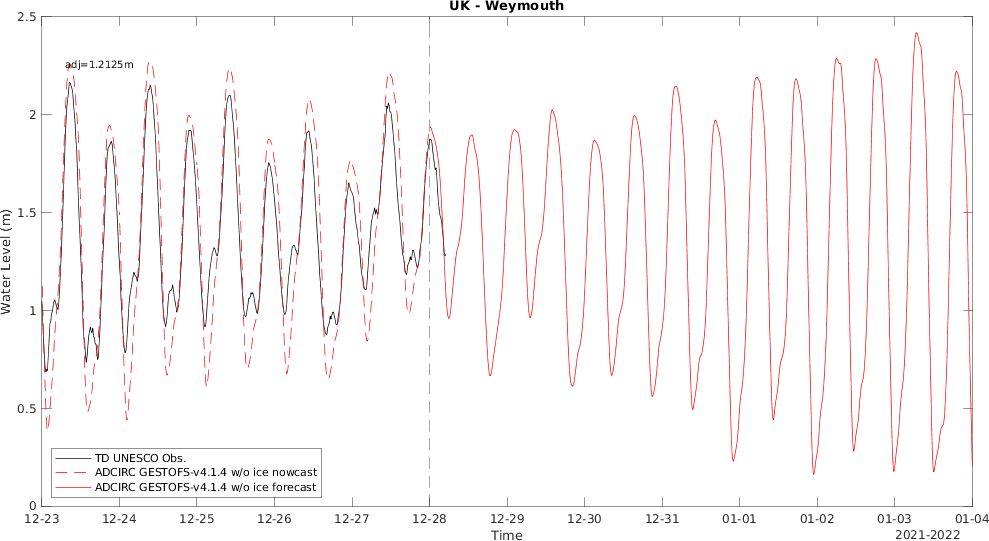 UK - Weymouth
adj=1.2125m
2.5
2
1.5
1
0.5
0
Water Level (m)
TD UNESCO Obs.
ADCIRC GESTOFS-v4.1.4 w/o ice nowcast
ADCIRC GESTOFS-v4.1.4 w/o ice forecast
12-23 12-24 12-25 12-26 12-27 12-28 12-29 12-30 12-31 01-01 01-02 01-03 01-04
Time
2021-2022